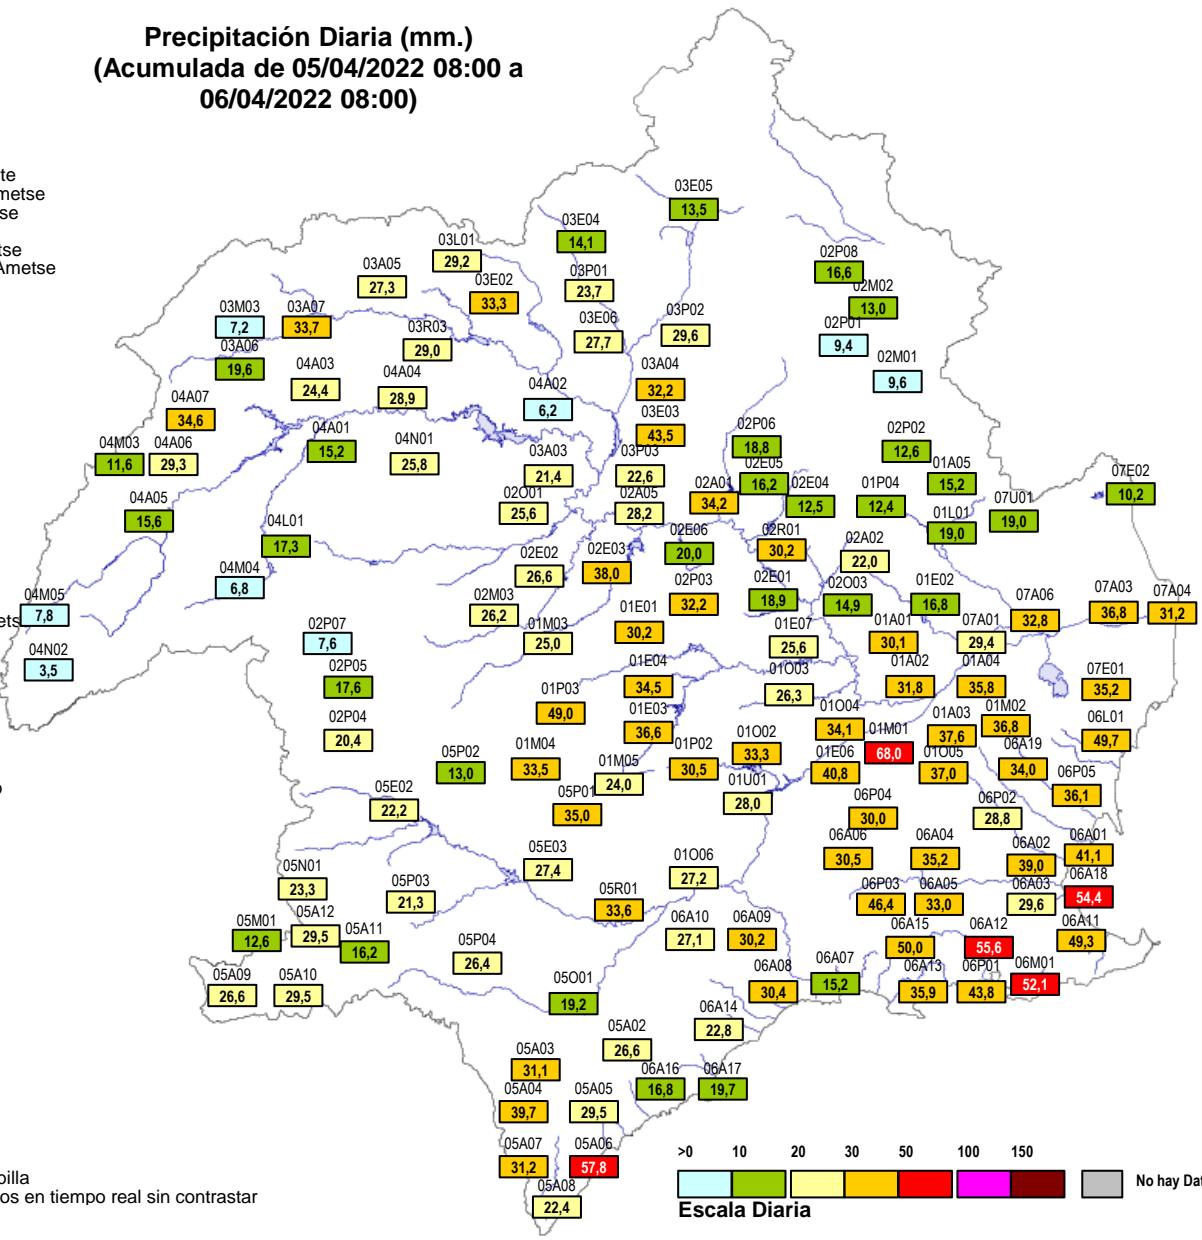 Precipitación Diaria (mm.)
(Acumulada de 05/04/2022 08:00 a
06/04/2022 08:00)
te
metse
se
tse
Ametse
03E05
13,5
03E04
14,1
03L01
29,2
03A05
27,3
03E02
33,3
03P01
23,7
02P08
16,6
02M02
13,0
03M03
7,2
03A07
33,7
03R03
29,0
03E06
27,7
03P02
29,6
02P01
9,4
03A06
19,6
04A03
24,4
04A04
28,9
04A02
6,2
03A04
32,2
02M01
9,6
04A07
34,6
03E03
43,5
04M03
11,6
04A06
29,3
04A01
15,2
04N01
25,8
02P06
18,8
02P02
12,6
03A03
21,4
03P03
22,6
02E05
16,2
01A05
15,2
07E02
10,2
04A05
15,6
02O01
25,6
02A05
28,2
02A01
34,2
02E04
12,5
01P04
12,4
07U01
19,0
04L01
17,3
01L01
19,0
02E06
20,0
02R01
30,2
02A02
22,0
02E02
26,6
02E03
38,0
04M04
6,8
04M05
7,8
ets
02M03
26,2
02P03
32,2
02E01
18,9
02O03
14,9
01E02
16,8
07A06
32,8
07A03
36,8
07A04
31,2
01E01
30,2
01M03
25,0
02P07
7,6
01E07
25,6
01A01
30,1
07A01
29,4
04N02
3,5
02P05
17,6
01E04
34,5
01O03
26,3
01A02
31,8
01A04
35,8
07E01
35,2
01P03
49,0
01E03
36,6
01O04
34,1
01M02
36,8
02P04
20,4
01M01
68,0
01A03
37,6
06L01
49,7
05P02
13,0
01M04
33,5
01P02
30,5
01O02
33,3
01E06
40,8
01O05
37,0
06A19
34,0
01M05
24,0
06P05
36,1
o
05E02
22,2
05P01
35,0
01U01
28,0
06P04
30,0
06P02
28,8
05E03
27,4
06A06
30,5
06A04
35,2
06A02
39,0
06A01
41,1
05N01
23,3
01O06
27,2
05P03
21,3
05R01
33,6
06P03
46,4
06A05
33,0
06A03
29,6
06A18
54,4
05M01
12,6
05A12
29,5
05A11
16,2
06A10
27,1
06A09
30,2
06A15
50,0
06A12
55,6
06A11
49,3
05P04
26,4
05A09
26,6
05A10
29,5
05O01
19,2
06A08
30,4
06A07
15,2
06A13
35,9
06P01
43,8
06M01
52,1
06A14
22,8
05A02
26,6
05A03
31,1
06A16
16,8
06A17
19,7
05A04
39,7
05A05
29,5
05A07
31,2
05A06
57,8
05A08
22,4
>0 10 20 30 50 100 150
No hay Dat
Escala Diaria
oilla
os en tiempo real sin contrastar